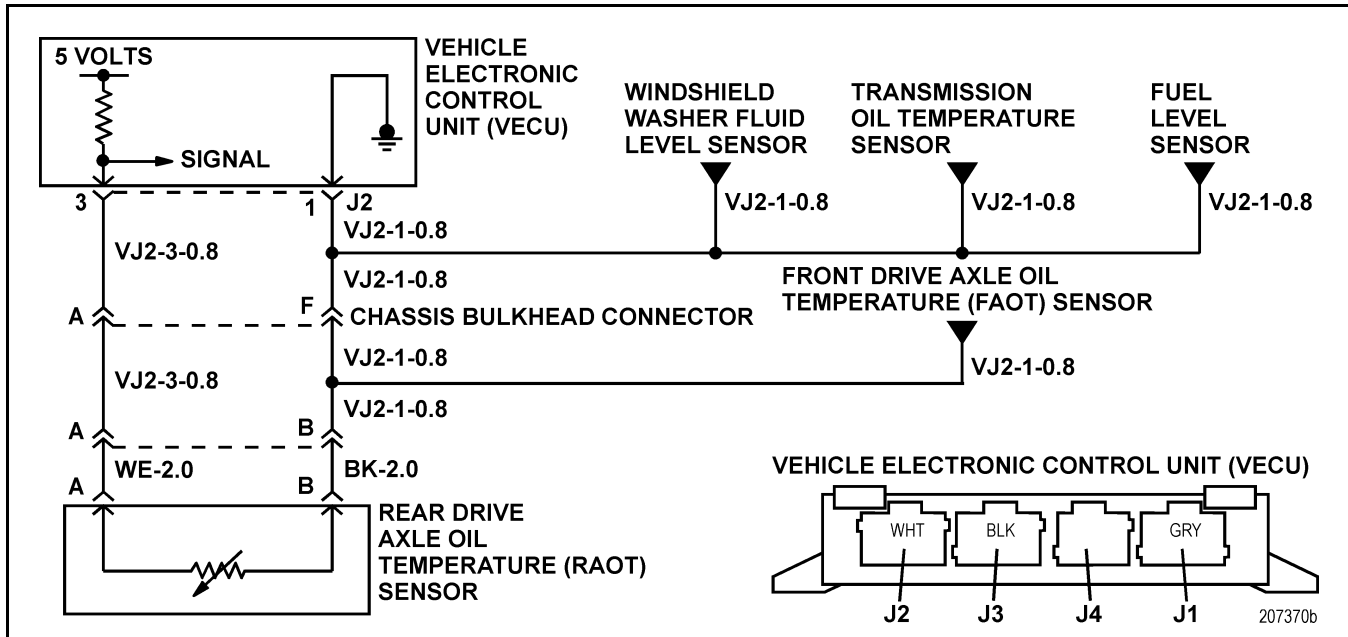 5 VOLTS
SIGNAL
VEHICLE
ELECTRONIC
CONTROL
UNIT (VECU)
WINDSHIELD
WASHER FLUID
LEVEL SENSOR
TRANSMISSION
OIL TEMPERATURE
SENSOR
FUEL
LEVEL
SENSOR
3
1
J2
VJ2-1-0.8
VJ2-1-0.8
VJ2-1-0.8
VJ2-1-0.8
VJ2-3-0.8
VJ2-1-0.8
FRONT DRIVE AXLE OIL
TEMPERATURE (FAOT) SENSOR
A
F
CHASSIS BULKHEAD CONNECTOR
VJ2-1-0.8
VJ2-1-0.8
VJ2-3-0.8
VJ2-1-0.8
A
B
WE-2.0
BK-2.0
A
B
REAR DRIVE
AXLE OIL
TEMPERATURE (RAOT)
SENSOR
VEHICLE ELECTRONIC CONTROL UNIT (VECU)
WHT
BLK
GRY
J2
J3
J4
J1
207370b